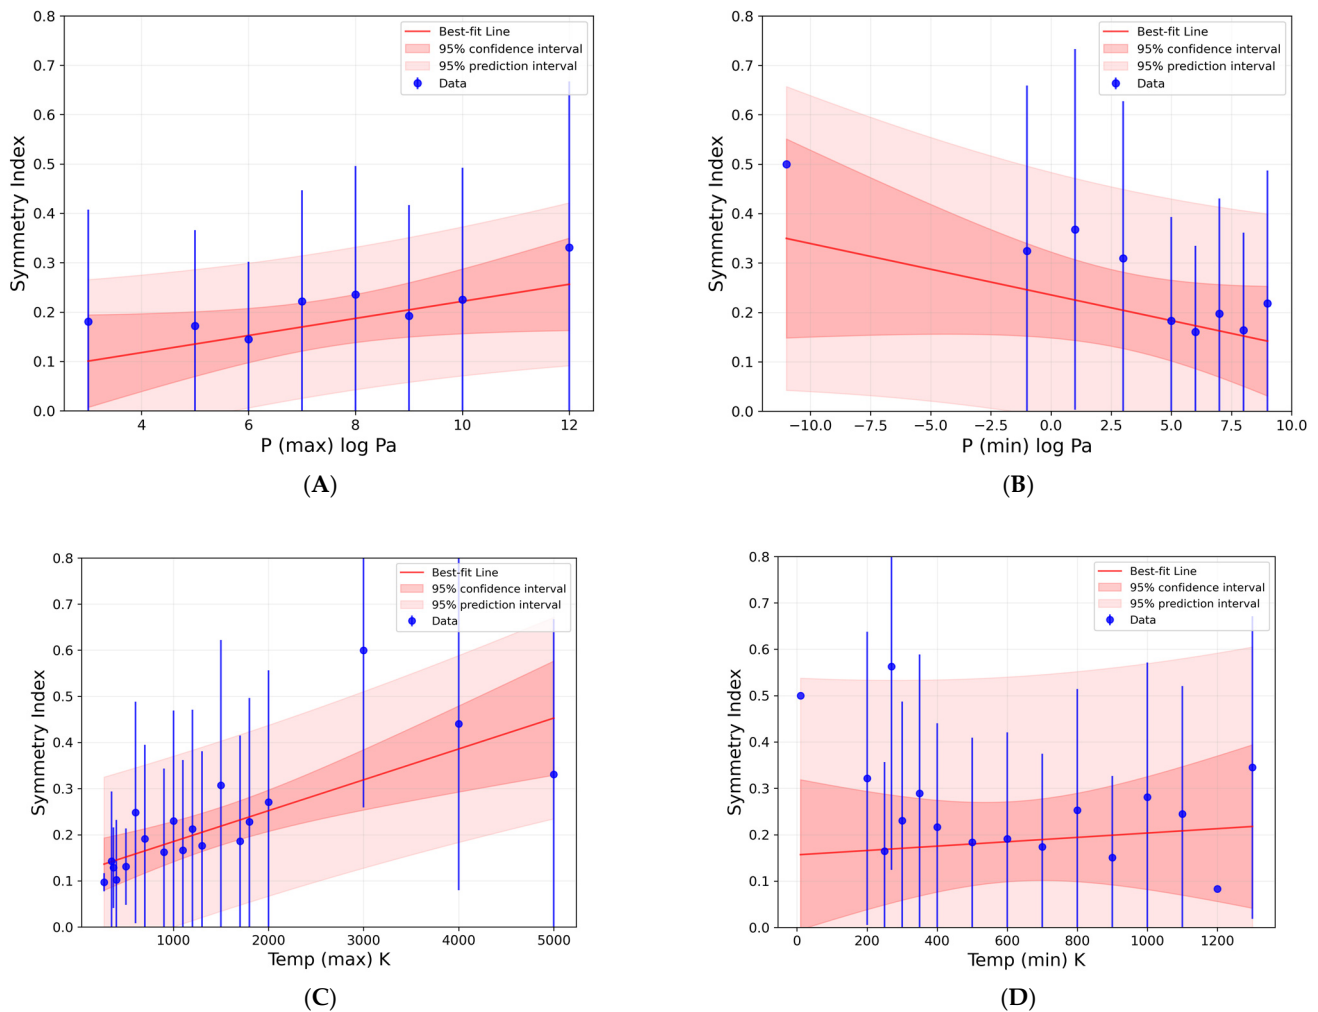 0.8
0.7
0.6
0.5
0.4
0.3
0.2
0.1
0.0
Symmetry Index
Best-fit Line
95% confidence interval
95% prediction interval
Data
4 6 8 10 12
P (max) log Pa
(A)
0.8
0.7
0.6
0.5
0.4
0.3
0.2
0.1
0.0
Symmetry Index
Best-fit Line
95% confidence interval
95% prediction interval
Data
−10.0 −7.5 −5.0 −2.5 0.0 2.5 5.0 7.5 10.0
P (min) log Pa
(B)
0.8
0.7
0.6
0.5
0.4
0.3
0.2
0.1
0.0
Symmetry Index
Best-fit Line
95% confidence interval
95% prediction interval
Data
1000 2000 3000 4000 5000
Temp (max) K
(C)
0.8
0.7
0.6
0.5
0.4
0.3
0.2
0.1
0.0
Symmetry Index
Best-fit Line
95% confidence interval
95% prediction interval
Data
0 200 400 600 800 1000 1200
Temp (min) K
(D)